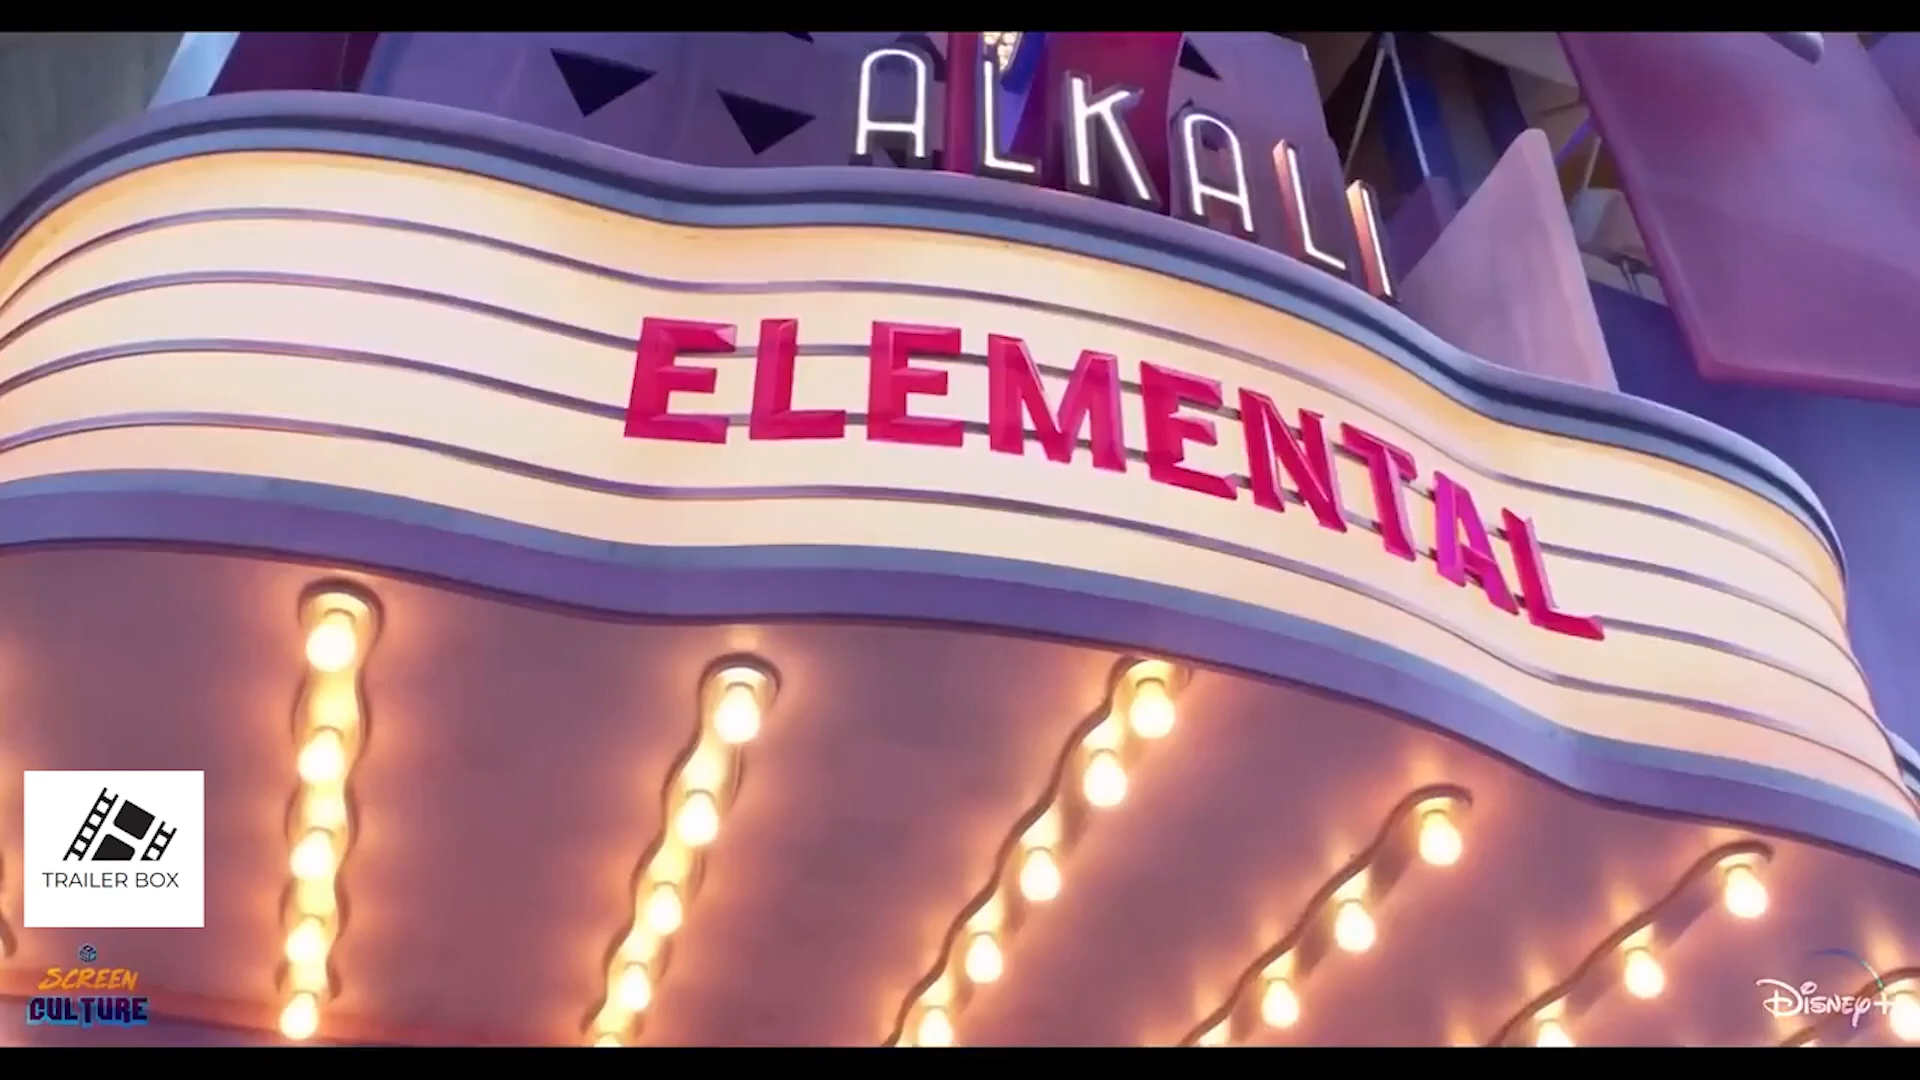 ALKALI
ELEMENTAL
TRAILER BOX
SCREEN
CULTURE
Disney+